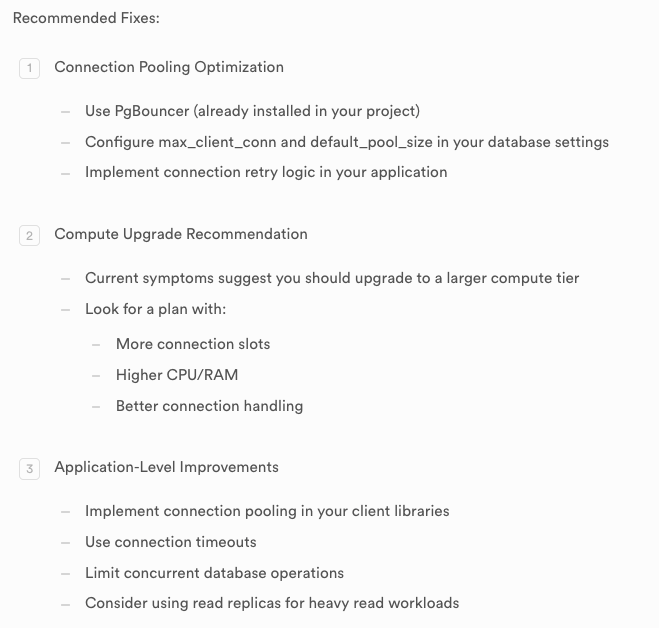 Recommended Fixes:
1 Connection Pooling Optimization
– Use PgBouncer (already installed in your project)
– Configure max_client_conn and default_pool_size in your database settings
– Implement connection retry logic in your application
2 Compute Upgrade Recommendation
– Current symptoms suggest you should upgrade to a larger compute tier
– Look for a plan with:
– More connection slots
– Higher CPU/RAM
– Better connection handling
3 Application-Level Improvements
– Implement connection pooling in your client libraries
– Use connection timeouts
– Limit concurrent database operations
– Consider using read replicas for heavy read workloads